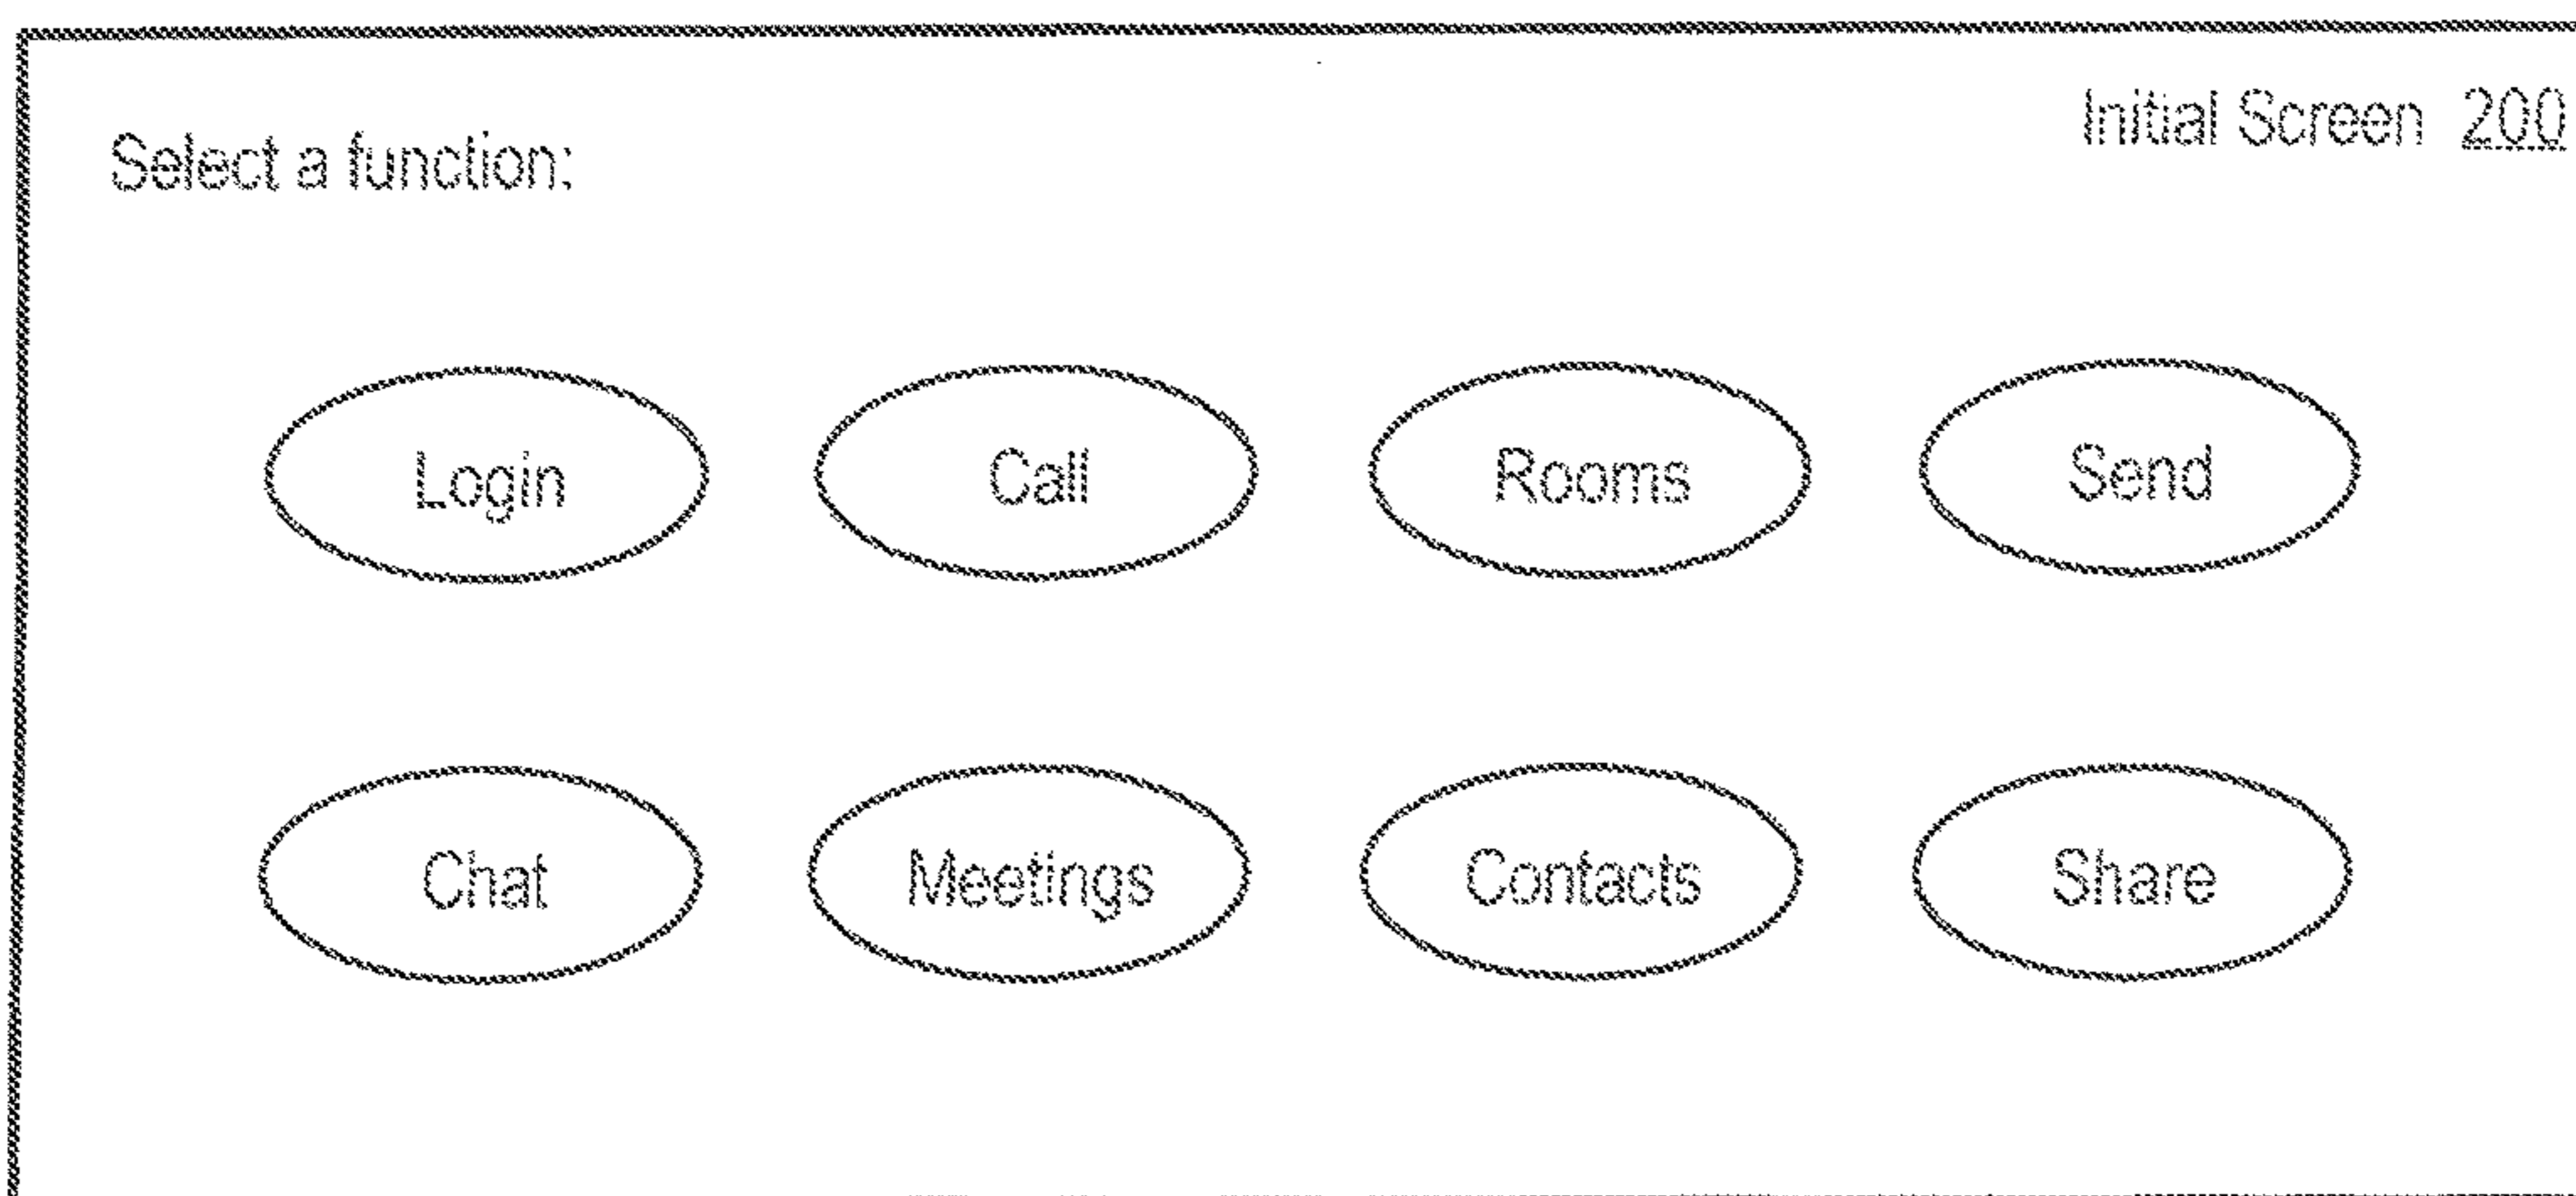 Initial Screen 200
Select a function:
Login Call Rooms Send
Chat Meetings Contacts Share